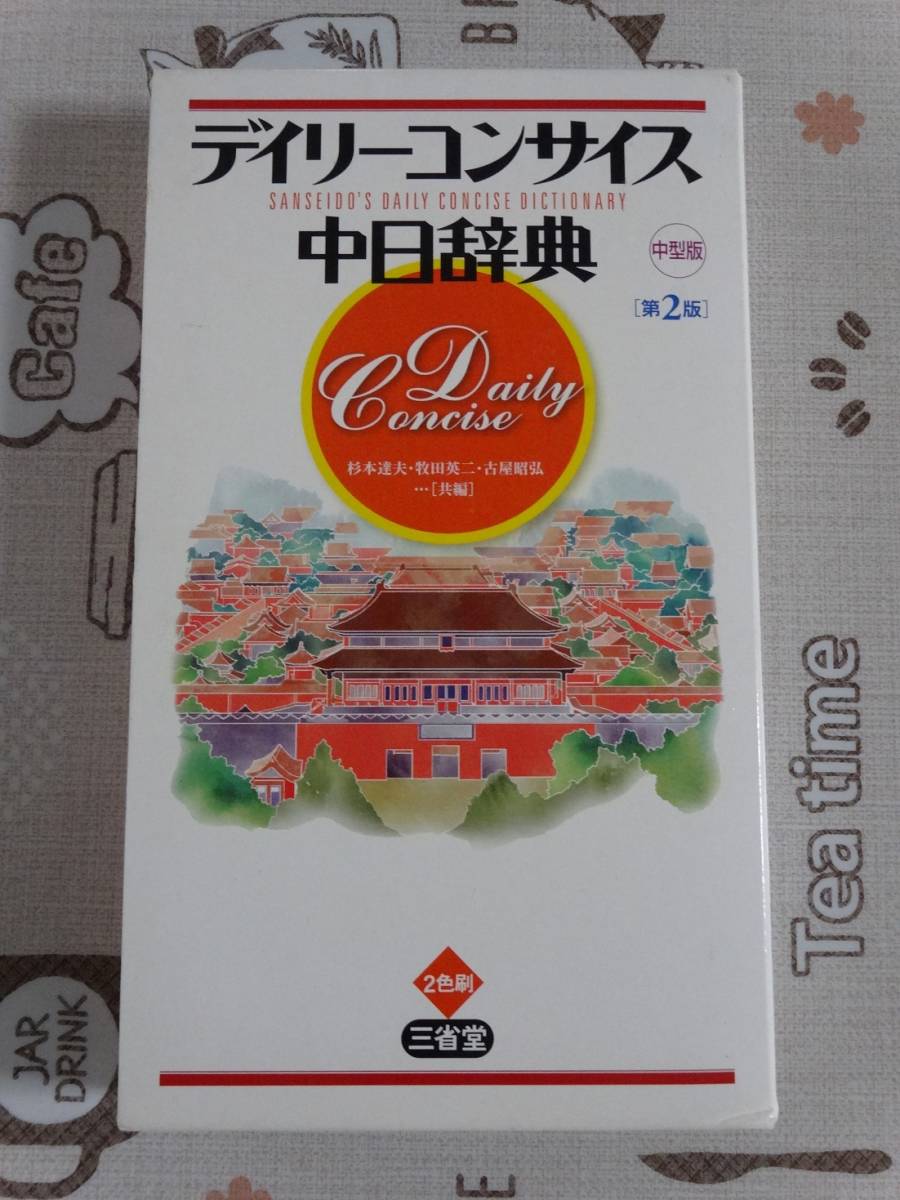 デイリーコンサイス
SANSEIDO'S DAILY CONCISE DICTIONARY
中日辞典
中型版
[第2版]
Daily
Concise
杉本達夫・牧田英二・古屋昭弘
…[共編]
2色刷
三省堂
Cafe
Tea time
JAR
DRINK
BR
E